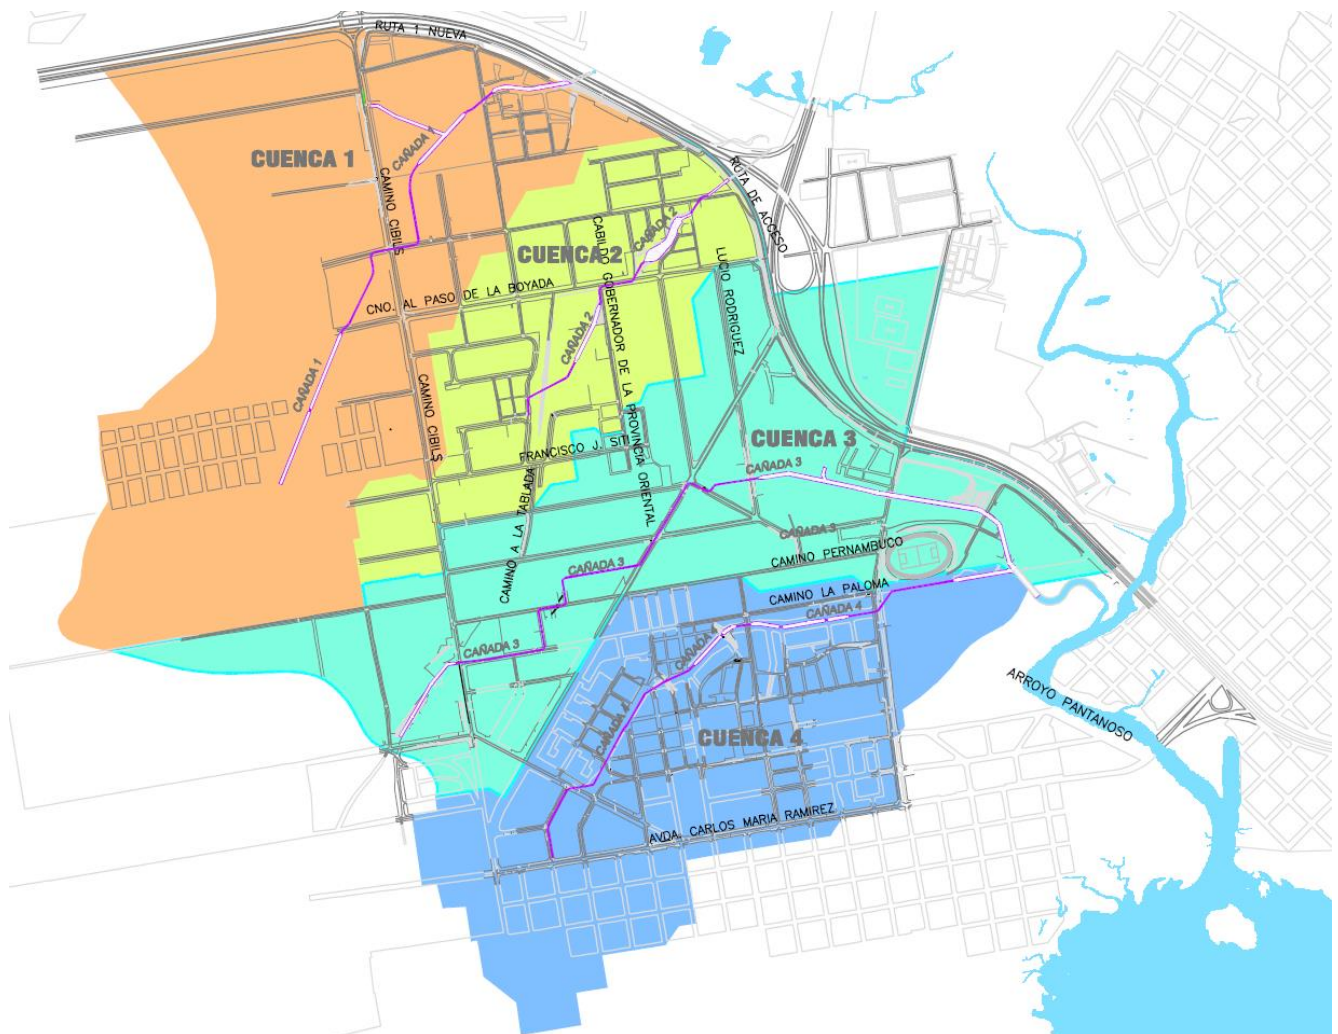 RUTA 1 NUEVA
CAÑADA 1
CUENCA 1
CAMINO CIBILS
RUTA DE ACCESO
CAÑADA 2
CABILDO GOBERNADOR DE LA PROVINCIA ORIENTAL
CUENCA 2
LUCIO RODRIGUEZ
CNO. AL PASO DE LA BOYADA
CAÑADA 2
CAÑADA 1
CAMINO CIBILS
CUENCA 3
FRANCISCO J. SITI
CAÑADA 3
CAMINO A LA TABLADA
CAÑADA 3
CAMINO PERNAMBUCO
CAÑADA 3
CAMINO LA PALOMA
CAÑADA 4
CAÑADA 3
CAÑADA 4
ARROYO PANTANOSO
CAÑADA 4
CUENCA 4
AVDA. CARLOS MARIA RAMIREZ